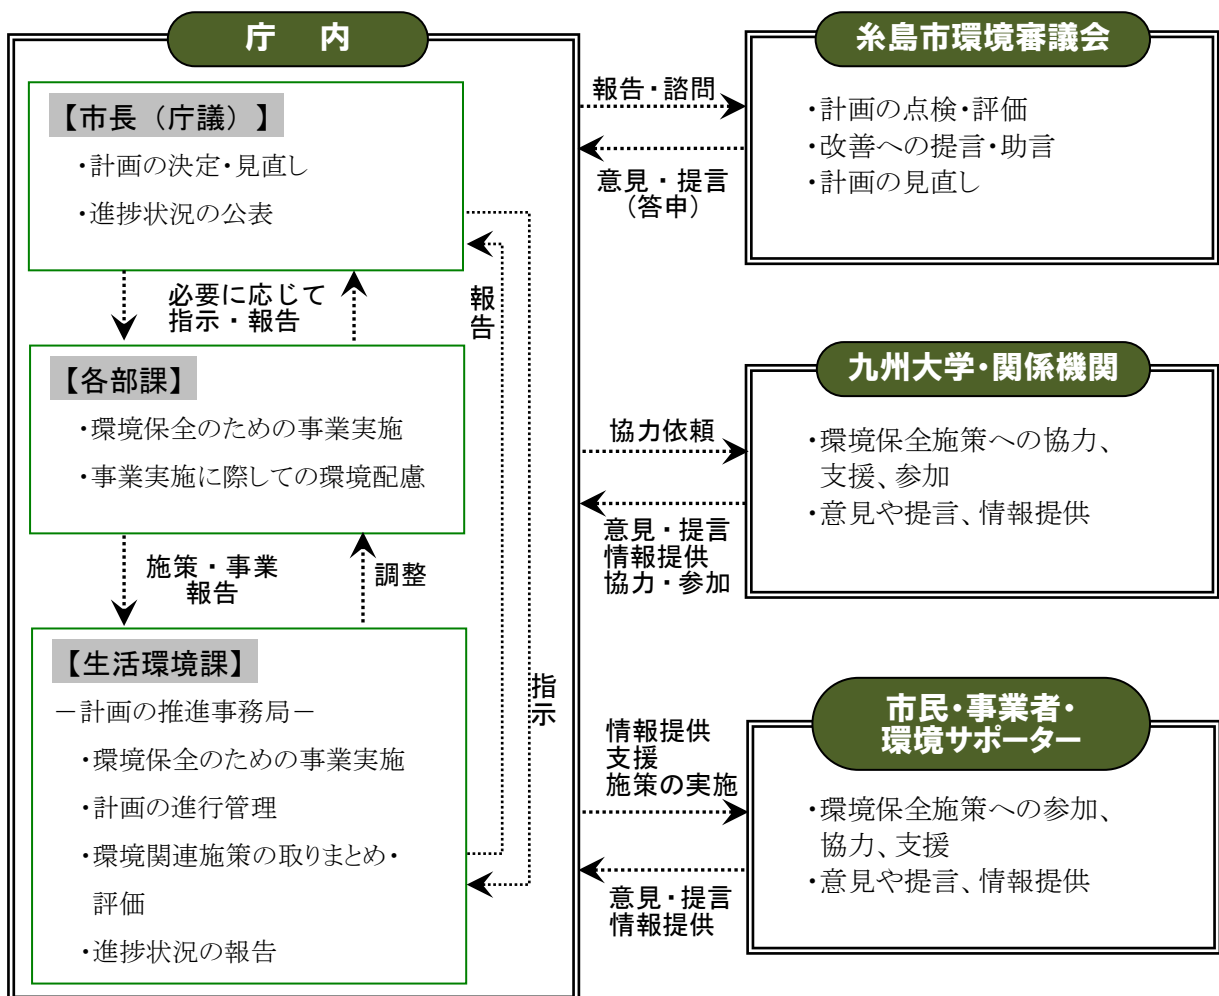 庁　内
【市長（庁議）】
・計画の決定・見直し
・進捗状況の公表
必要に応じて
指示・報告
報告
【各部課】
・環境保全のための事業実施
・事業実施に際しての環境配慮
施策・事業
報告
調整
【生活環境課】
－計画の推進事務局－
・環境保全のための事業実施
・計画の進行管理
・環境関連施策の取りまとめ・
評価
・進捗状況の報告
指示
報告・諮問
意見・提言
（答申）
糸島市環境審議会
・計画の点検・評価
・改善への提言・助言
・計画の見直し
協力依頼
意見・提言
情報提供
協力・参加
九州大学・関係機関
・環境保全施策への協力、
支援、参加
・意見や提言、情報提供
情報提供
支援
施策の実施
意見・提言
情報提供
市民・事業者・
環境サポーター
・環境保全施策への参加、
協力、支援
・意見や提言、情報提供